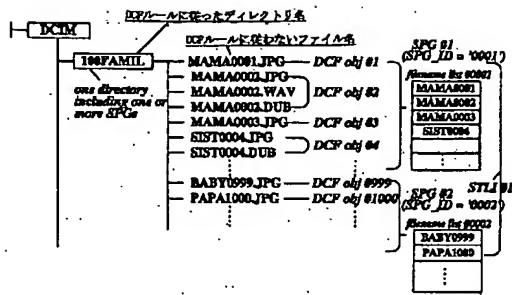 DCFルールに従ったディレクトリ名
DCIM
DCFルールに従わないファイル名
100FAMIL
one directory
including one or
more SPGs
MAMA0001.JPG
DCF obj #1
MAMA0002.JPG
MAMA0002.WAV
DCF obj #2
MAMA0002.DUB
MAMA0003.JPG
DCF obj #3
SIST0004.JPG
DCF obj #4
SIST0004.DUB
BABY0999.JPG
DCF obj #999
PAPA1000.JPG
DCF obj #1000
SPG #1
(SPG_ID = '0001')
filename list #0001
MAMA0001
MAMA0002
MAMA0003
SIST0004
STLI #1
SPG #2
(SPG_ID = '0002')
filename list #0002
BABY0999
PAPA1000